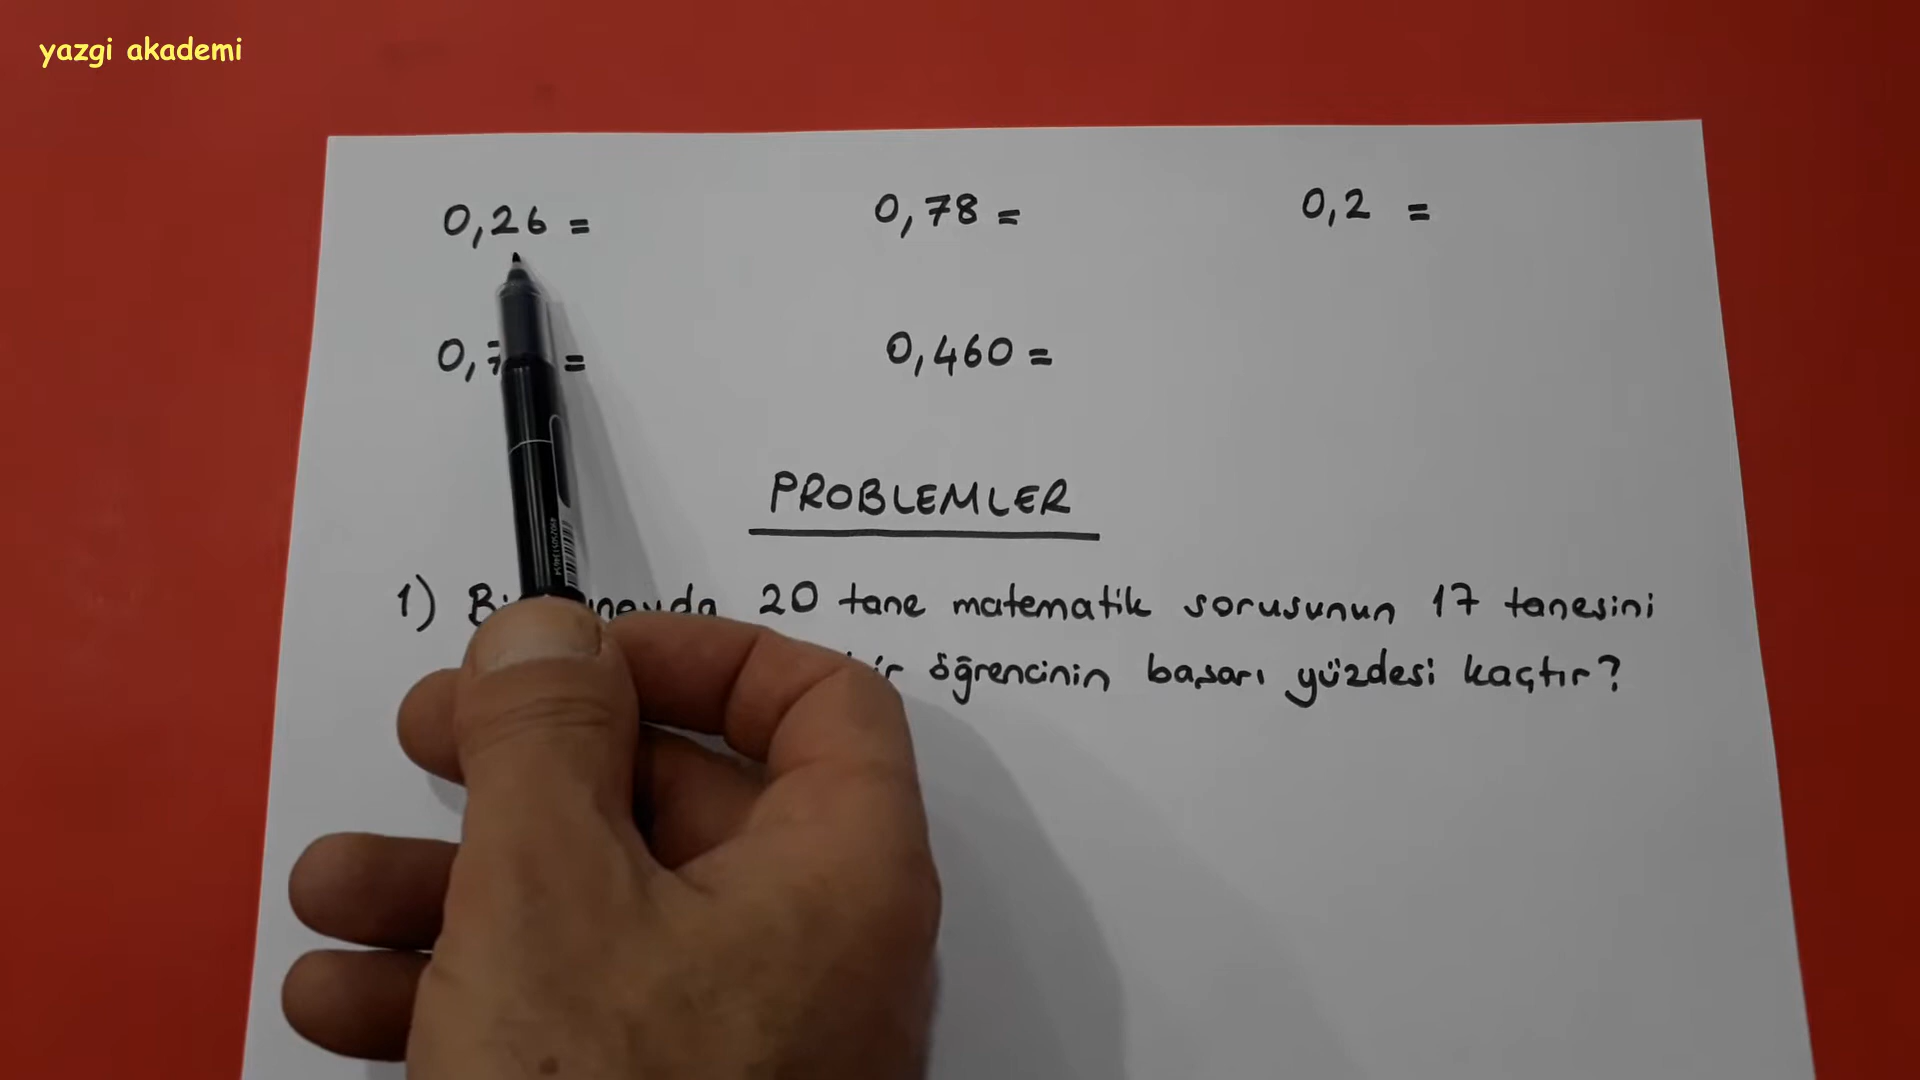 yazgi akademi
0,26 = 0,78 = 0,2 =
0,7 = 0,460 =
PROBLEMLER
1) 20 tane matematik sorusunun 17 tanesini
öğrencinin başarı yüzdesi kaçtır?